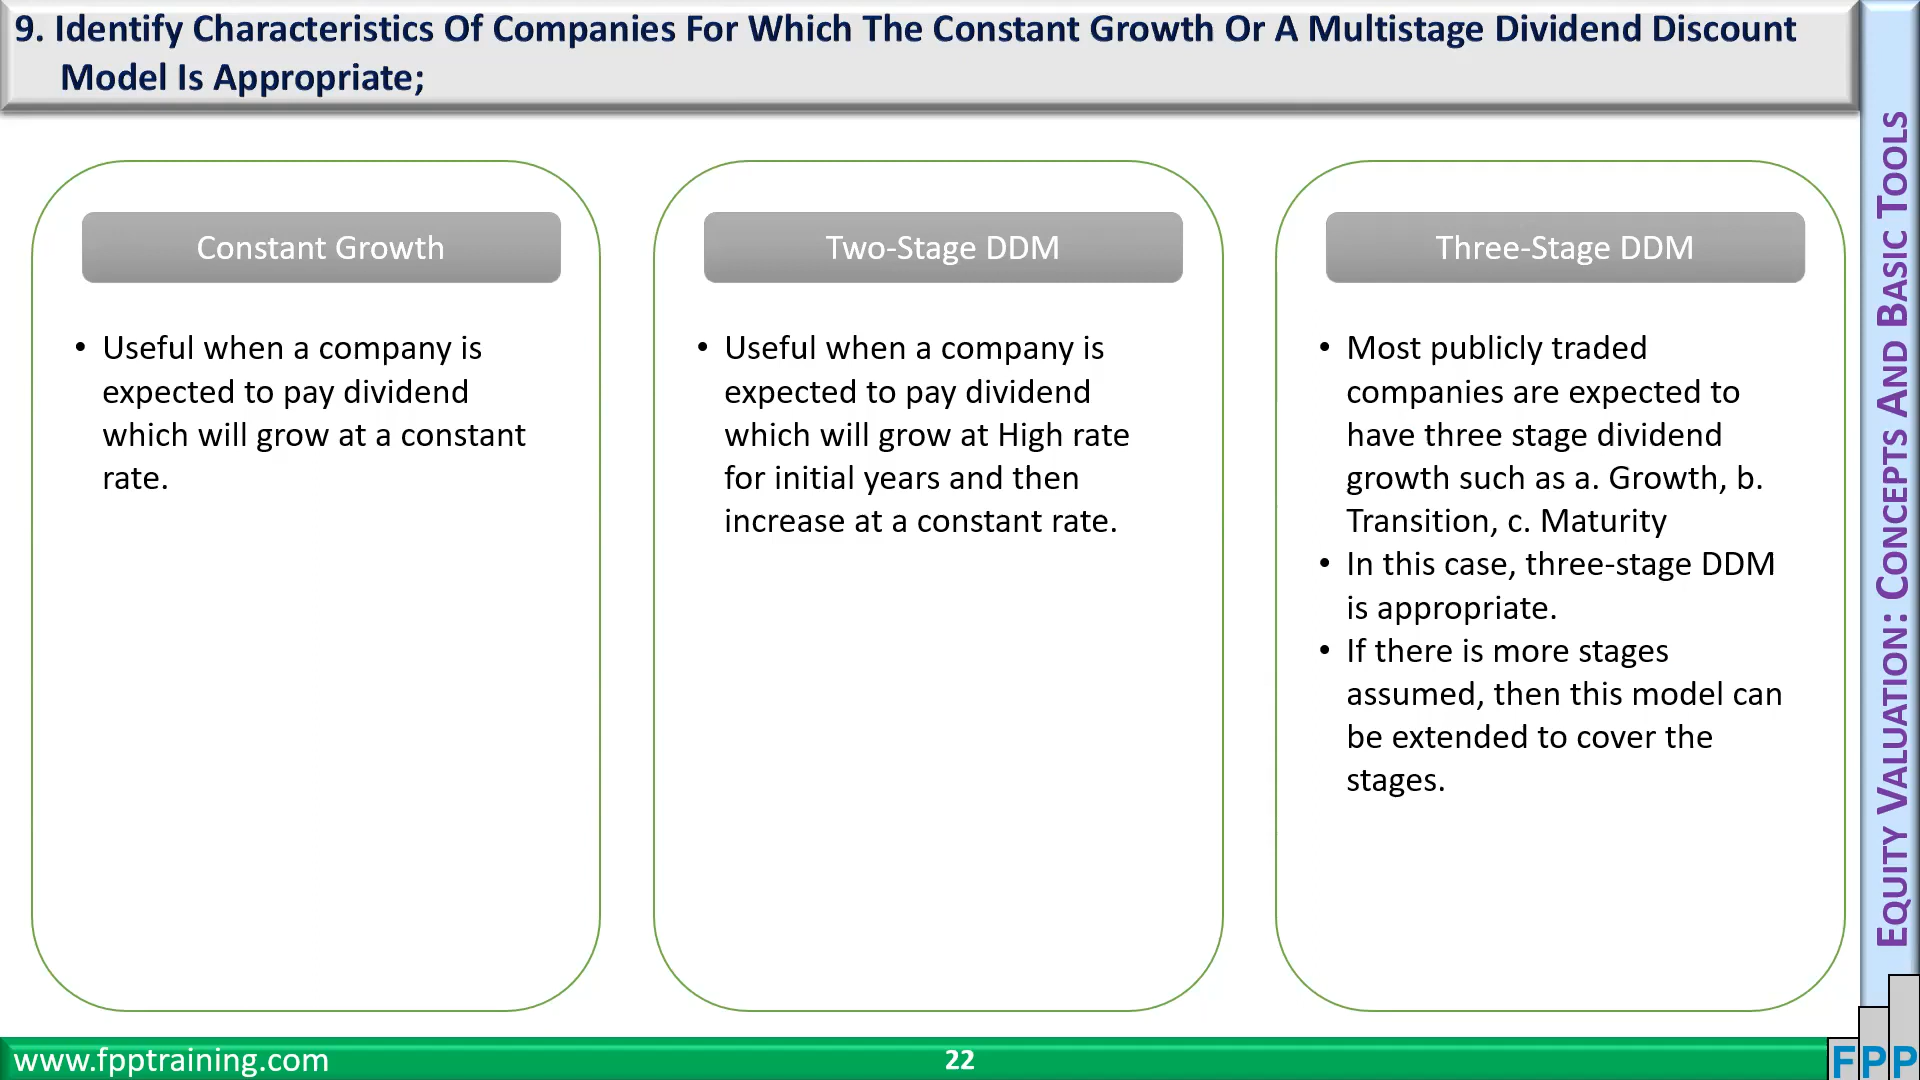 9. Identify Characteristics Of Companies For Which The Constant Growth Or A Multistage Dividend Discount
Model Is Appropriate;
Constant Growth
• Useful when a company is
expected to pay dividend
which will grow at a constant
rate.
Two-Stage DDM
• Useful when a company is
expected to pay dividend
which will grow at High rate
for initial years and then
increase at a constant rate.
Three-Stage DDM
• Most publicly traded
companies are expected to
have three stage dividend
growth such as a. Growth, b.
Transition, c. Maturity
• In this case, three-stage DDM
is appropriate.
• If there is more stages
assumed, then this model can
be extended to cover the
stages.
EQUITY VALUATION: CONCEPTS AND BASIC TOOLS
www.fpptraining.com
22
FPP